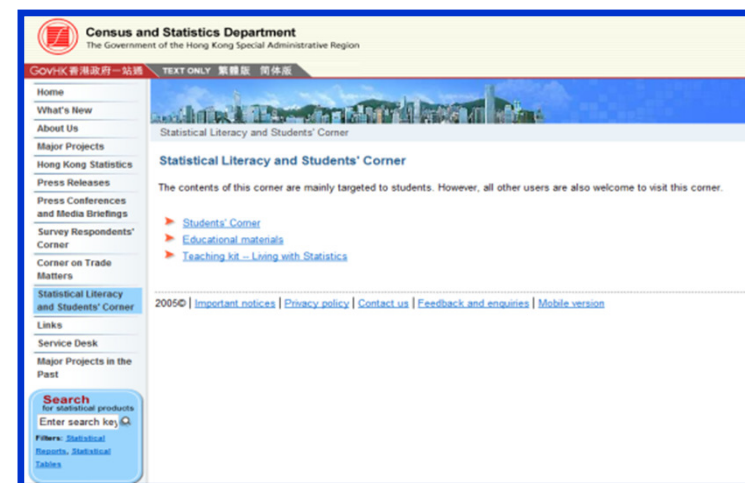 Census and Statistics Department
The Government of the Hong Kong Special Administrative Region
GovHK 香港政府一站通
TEXT ONLY 繁體版 简体版
Home
What's New
About Us
Major Projects
Hong Kong Statistics
Press Releases
Press Conferences
and Media Briefings
Survey Respondents'
Corner
Corner on Trade
Matters
Statistical Literacy
and Students' Corner
Links
Service Desk
Major Projects in the
Past
Search
for statistical products
Enter search key
Filters: Statistical
Reports, Statistical
Tables
Statistical Literacy and Students' Corner
Statistical Literacy and Students' Corner
The contents of this corner are mainly targeted to students. However, all other users are also welcome to visit this corner.
Students' Corner
Educational materials
Teaching kit – Living with Statistics
2005© | Important notices | Privacy policy | Contact us | Feedback and enquiries | Mobile version